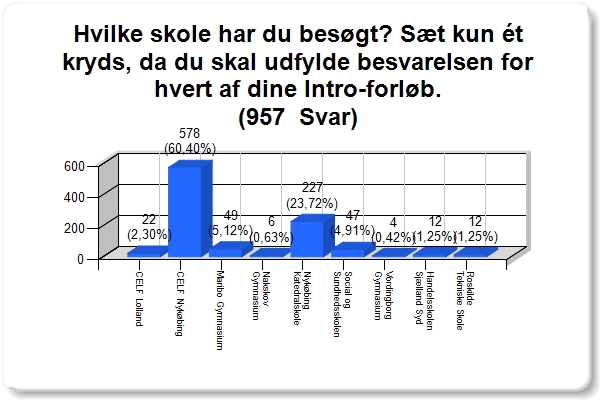 Hvilke skole har du besøgt? Sæt kun ét
kryds, da du skal udfylde besvarelsen for
hvert af dine Intro-forløb.
(957  Svar)
578
(60,40%)
227
(23,72%)
22
(2,30%)
49
(5,12%)
6
(0,63%)
47
(4,91%)
4
(0,42%)
12
(1,25%)
12
(1,25%)
600
400
200
0
CELF Lolland
CELF Nykøbing
Maribo Gymnasium
Nakskov
Gymnasium
Nykøbing
Katedralskole
Social og
Sundhedsskolen
Vordingborg
Gymnasium
Handelsskolen
Sjælland Syd
Roskilde
Tekniske Skole